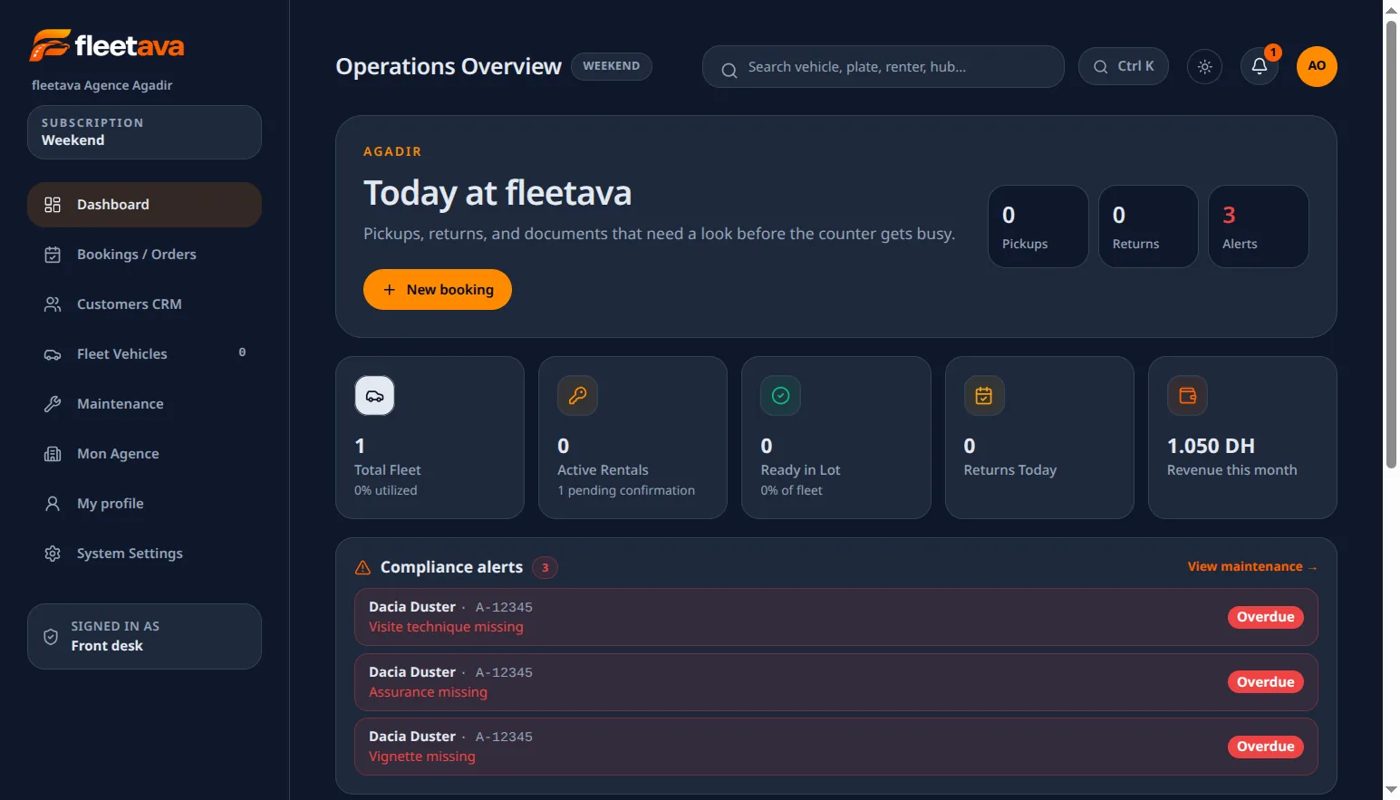 fleetava
fleetava Agence Agadir
SUBSCRIPTION
Weekend
Dashboard
Bookings / Orders
Customers CRM
Fleet Vehicles 0
Maintenance
Mon Agence
My profile
System Settings
SIGNED IN AS
Front desk
Operations Overview WEEKEND
Search vehicle, plate, renter, hub...
Ctrl K
1
AO
AGADIR
Today at fleetava
Pickups, returns, and documents that need a look before the counter gets busy.
New booking
0
Pickups
0
Returns
3
Alerts
1
Total Fleet
0% utilized
0
Active Rentals
1 pending confirmation
0
Ready in Lot
0% of fleet
0
Returns Today
1.050 DH
Revenue this month
Compliance alerts 3
View maintenance →
Dacia Duster · A-12345
Visite technique missing
Overdue
Dacia Duster · A-12345
Assurance missing
Overdue
Dacia Duster · A-12345
Vignette missing
Overdue